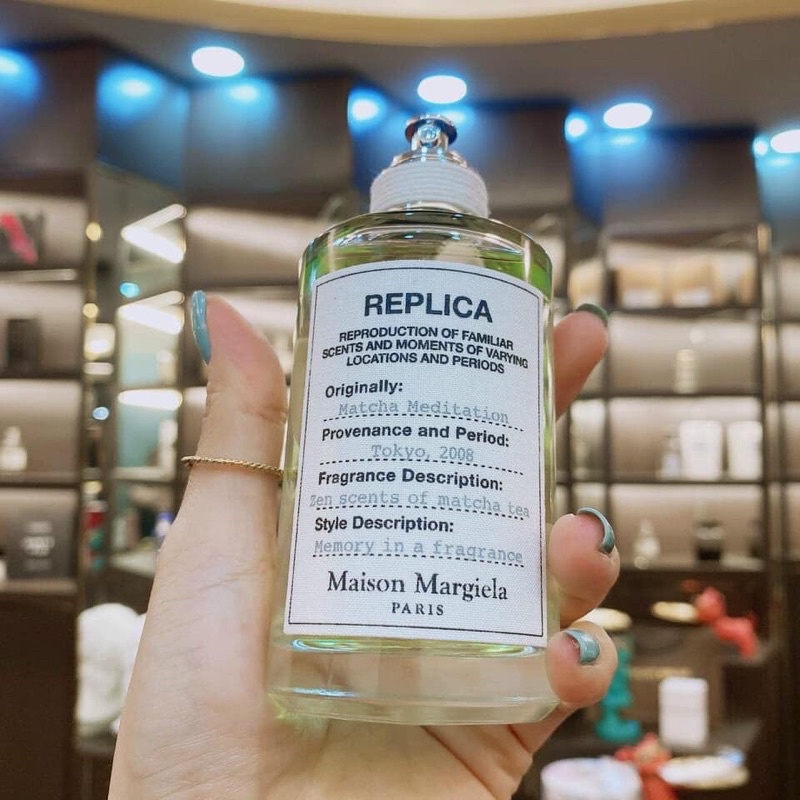 REPLICA
REPRODUCTION OF FAMILIAR
SCENTS AND MOMENTS OF VARYING
LOCATIONS AND PERIODS
Originally:
Matcha Meditation
Provenance and Period:
Tokyo, 2008
Fragrance Description:
Zen scents of matcha tea
Style Description:
Memory in a fragrance
Maison Margiela
PARIS